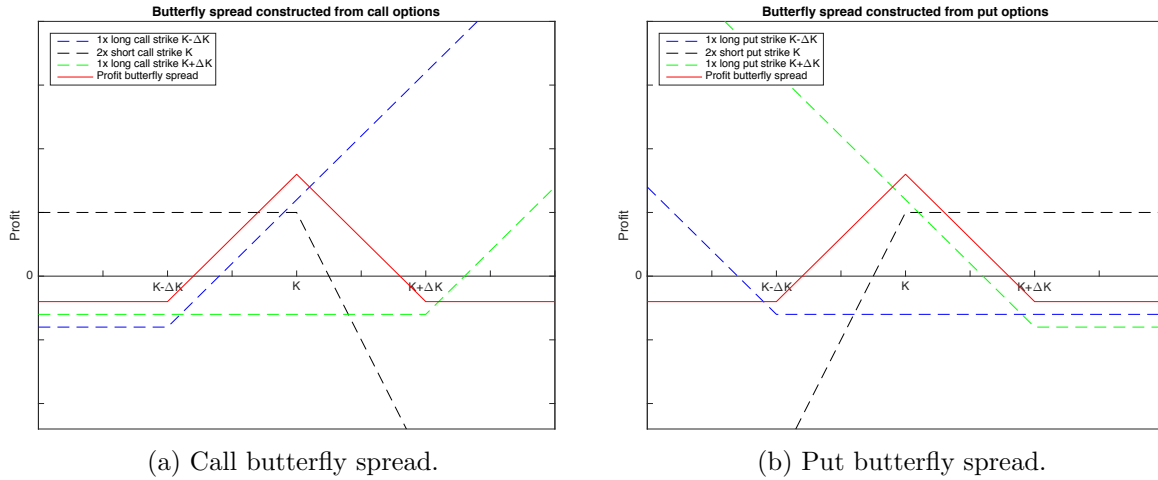 Butterfly spread constructed from call options
1x long call strike K-ΔK
2x short call strike K
1x long call strike K+ΔK
Profit butterfly spread
Profit
0
K-ΔK
K
K+ΔK
(a) Call butterfly spread.
Butterfly spread constructed from put options
1x long put strike K-ΔK
2x short put strike K
1x long put strike K+ΔK
Profit butterfly spread
Profit
0
K-ΔK
K
K+ΔK
(b) Put butterfly spread.